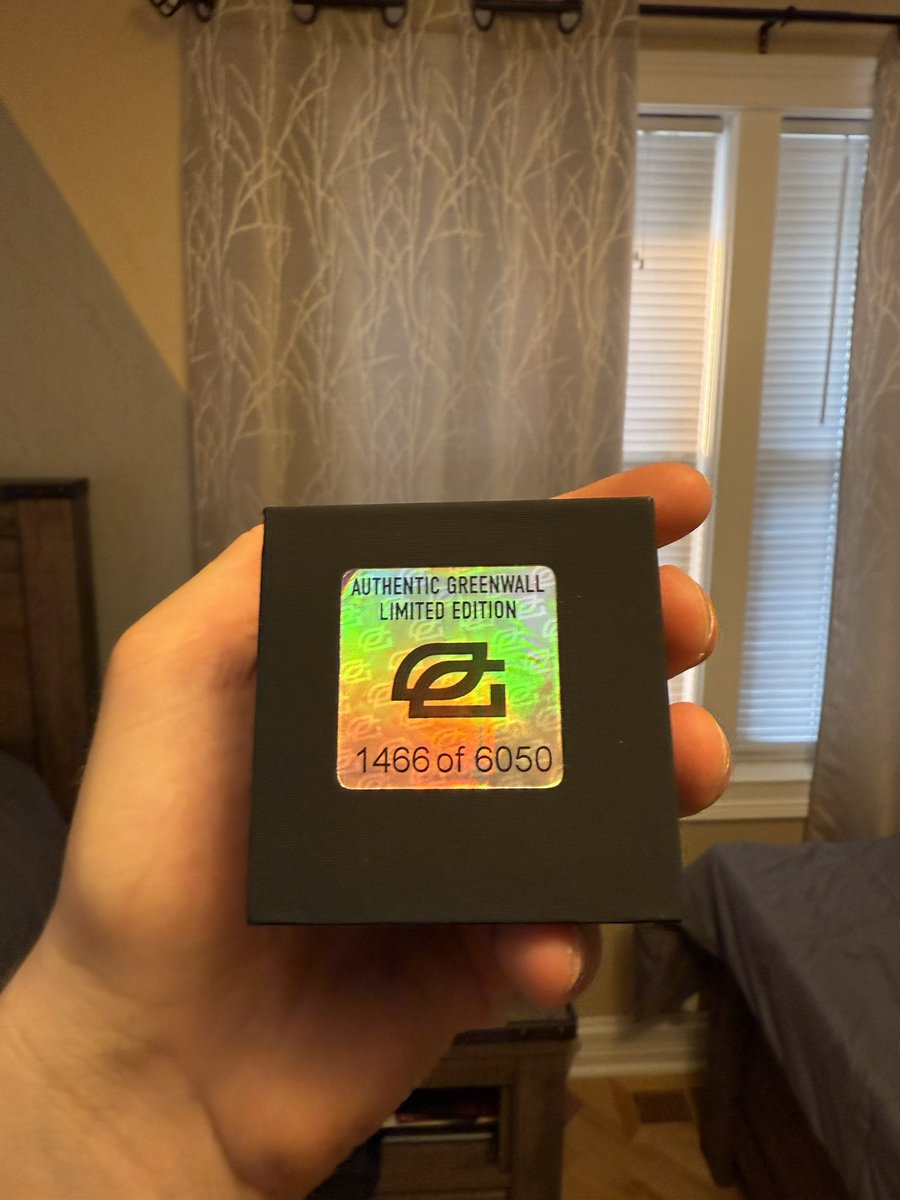 AUTHENTIC GREENWALL
LIMITED EDITION
1466 of 6050